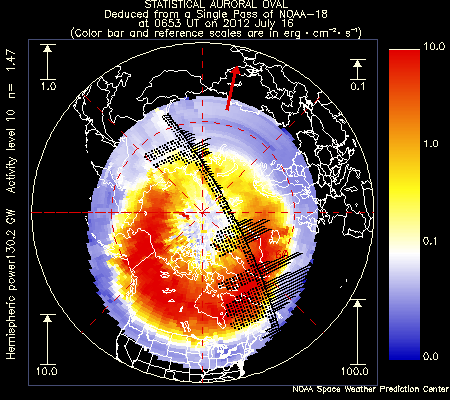 STATISTICAL AURORAL OVAL
Deduced from a Single Pass of NOAA-18
at 0653 UT on 2012 July 16
(Color bar and reference scales are in erg·cm⁻²·s⁻¹)
Hemispheric power130.2 GW Activity level 10 n= 1.47
1.0
0.1
10.0
100.0
10.0
1.0
0.1
0.0
NOAA Space Weather Prediction Center